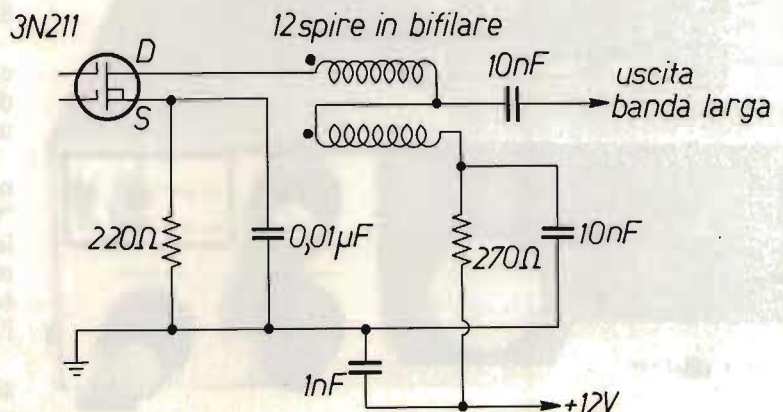 3N211
12spire in bifilare
D
S
10nF
uscita
banda larga
220Ω
0,01µF
270Ω
10nF
1nF
+12V